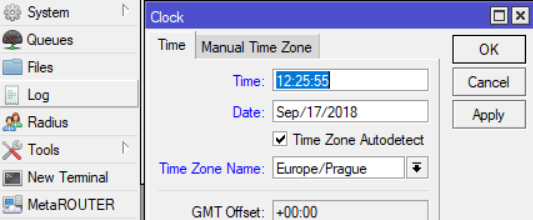 System
Queues
Files
Log
Radius
Tools
New Terminal
MetaROUTER
Clock
Time
Manual Time Zone
Time: 12:25:55
Date: Sep/17/2018
Time Zone Autodetect
Time Zone Name: Europe/Prague
GMT Offset: +00:00
OK
Cancel
Apply